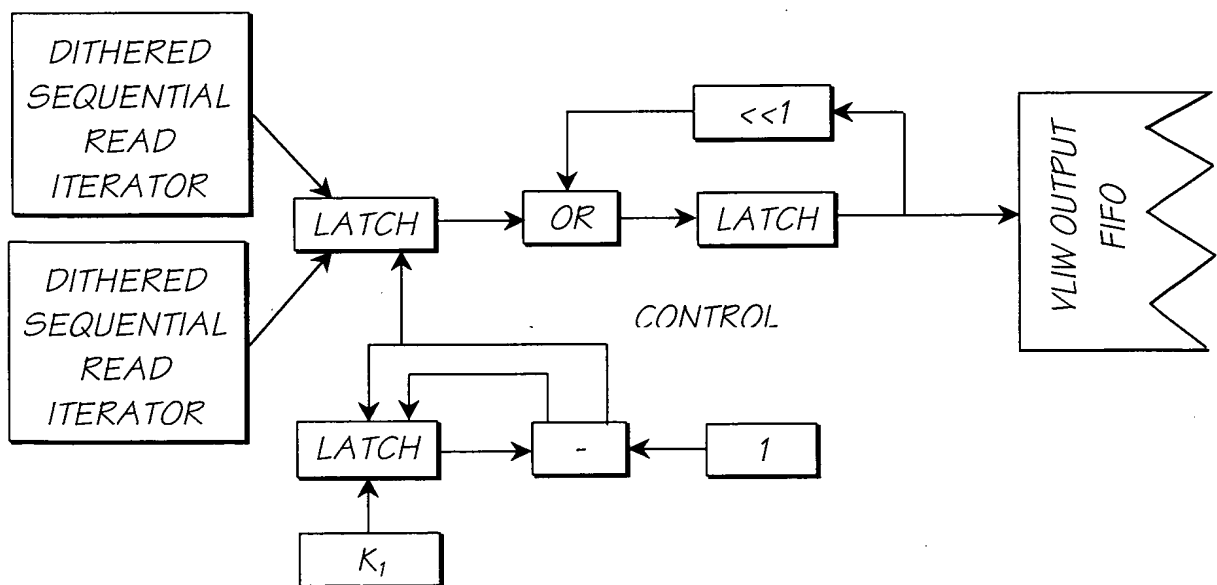 DITHERED
SEQUENTIAL
READ
ITERATOR
<<1
LATCH
OR
LATCH
VLIW OUTPUT
FIFO
DITHERED
SEQUENTIAL
READ
ITERATOR
CONTROL
LATCH
-
1
K₁